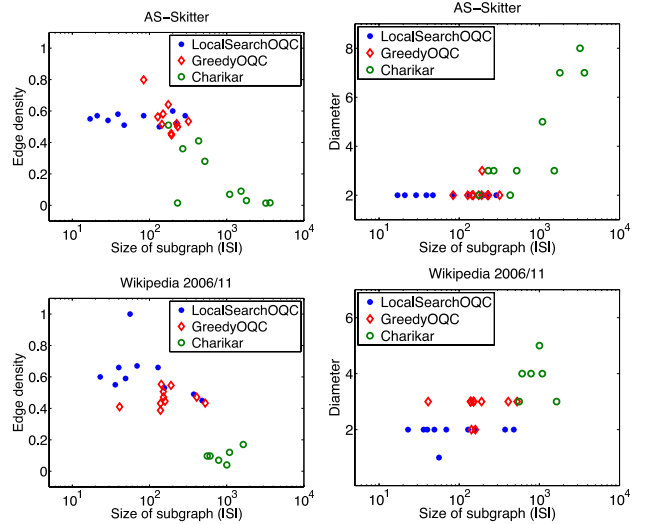 AS-Skitter
LocalSearchOQC
GreedyOQC
Charikar
Edge density
1
0.8
0.6
0.4
0.2
0
10^1 10^2 10^3 10^4
Size of subgraph (ISI)
LocalSearchOQC
GreedyOQC
Charikar
Diameter
8
6
4
2
10^1 10^2 10^3 10^4
Size of subgraph (ISI)
AS-Skitter
Wikipedia 2006/11
LocalSearchOQC
GreedyOQC
Charikar
Edge density
1
0.8
0.6
0.4
0.2
0
10^1 10^2 10^3 10^4
Size of subgraph (ISI)
Wikipedia 2006/11
LocalSearchOQC
GreedyOQC
Charikar
Diameter
6
4
2
0
10^1 10^2 10^3 10^4
Size of subgraph (ISI)